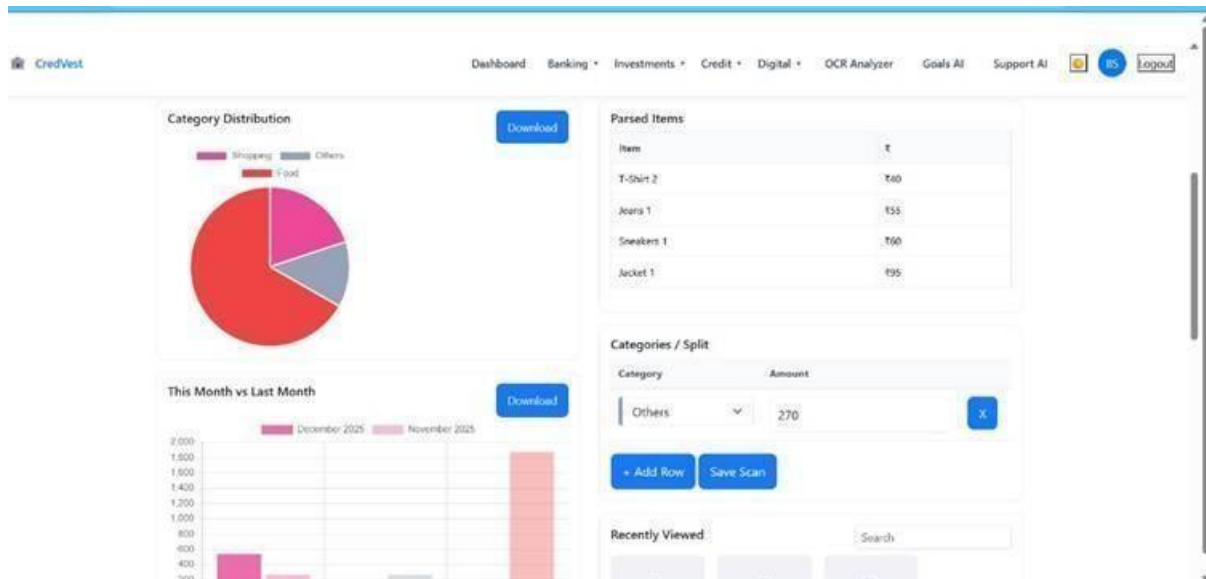 CredVest
Dashboard Banking Investments Credit Digital OCR Analyzer Goals AI Support AI BS Logout
Category Distribution
Download
Shopping Others
Food
This Month vs Last Month
Download
December 2025 November 2025
2,000
1,800
1,600
1,400
1,200
1,000
800
600
400
200
Parsed Items
Item ₹
T-Shirt 2 ₹40
Jeans 1 ₹55
Sneakers 1 ₹60
Jacket 1 ₹95
Categories / Split
Category Amount
Others 270 X
+ Add Row Save Scan
Recently Viewed Search